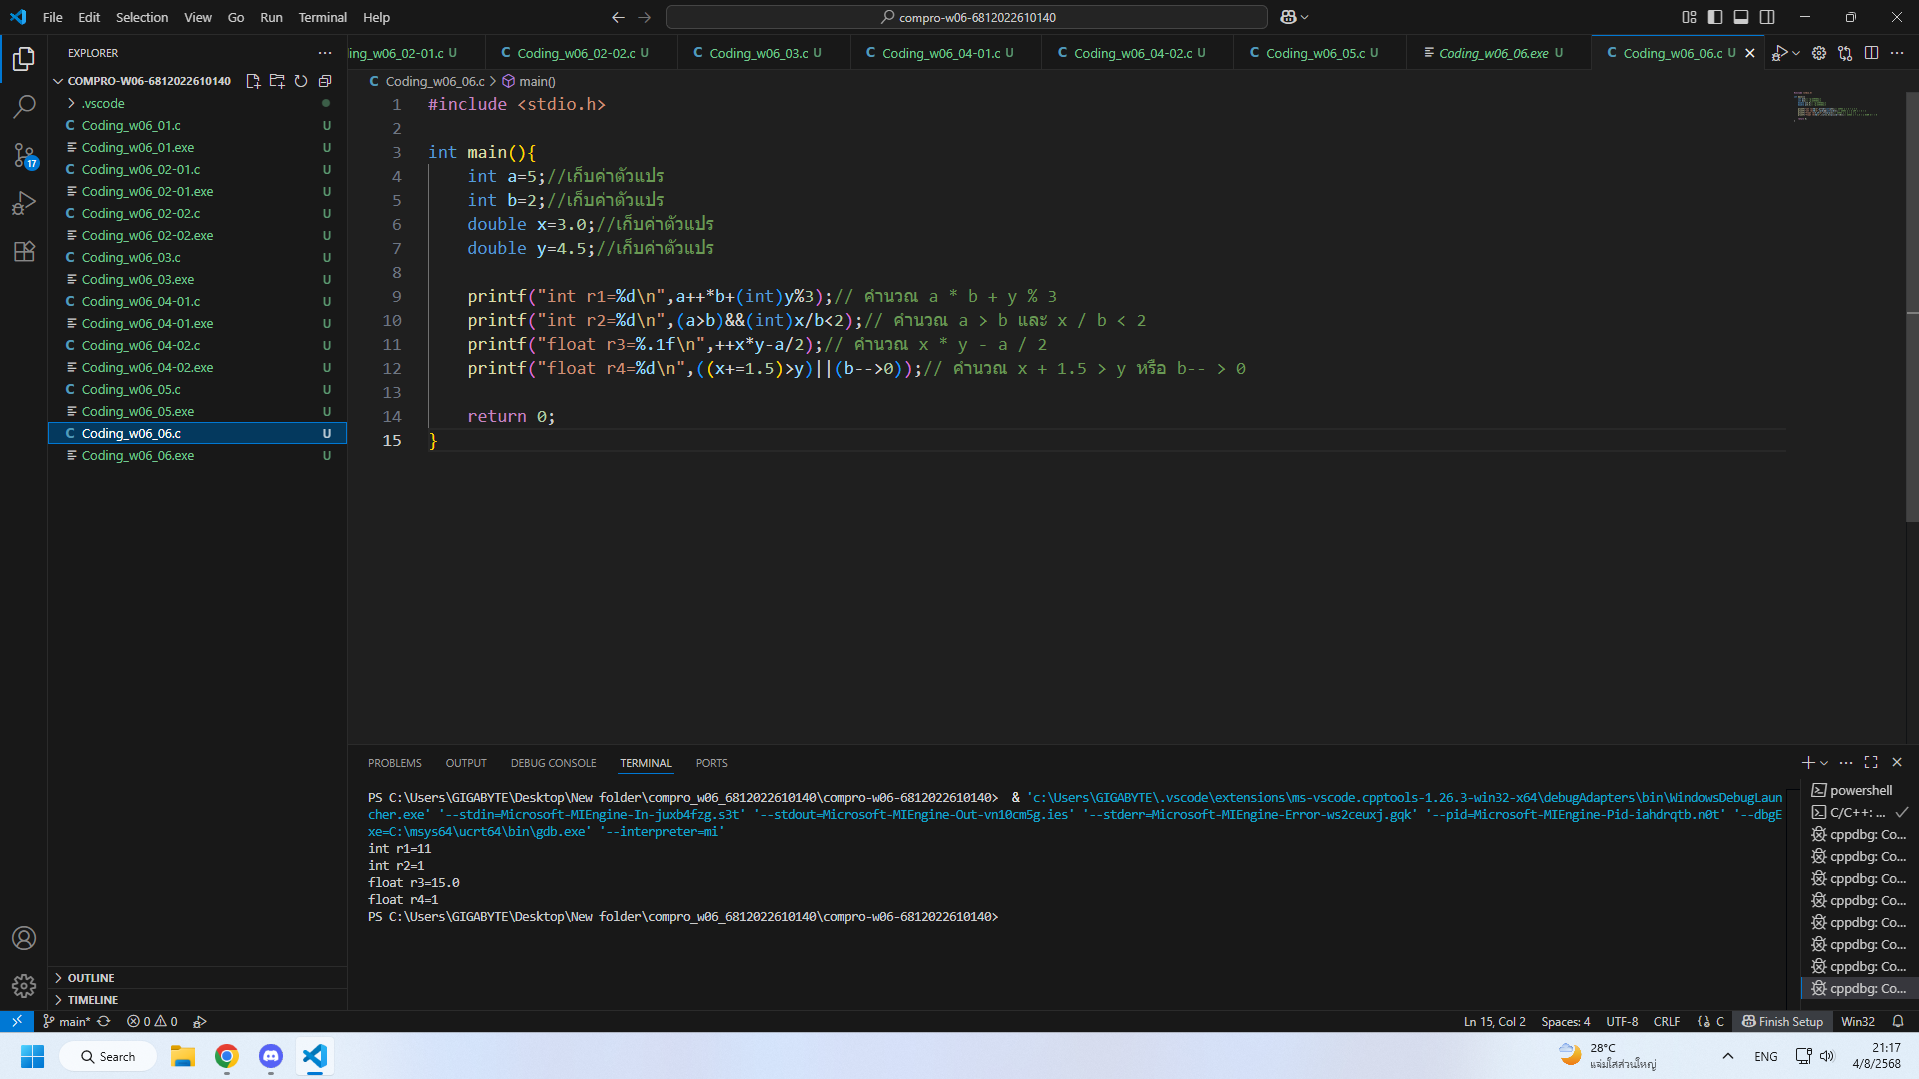 File Edit Selection View Go Run Terminal Help
compro-w06-6812022610140
EXPLORER
COMPRO-W06-6812022610140
.vscode
Coding_w06_01.c U
Coding_w06_01.exe U
Coding_w06_02-01.c U
Coding_w06_02-01.exe U
Coding_w06_02-02.c U
Coding_w06_02-02.exe U
Coding_w06_03.c U
Coding_w06_03.exe U
Coding_w06_04-01.c U
Coding_w06_04-01.exe U
Coding_w06_04-02.c U
Coding_w06_04-02.exe U
Coding_w06_05.c U
Coding_w06_05.exe U
Coding_w06_06.c U
Coding_w06_06.exe U
OUTLINE
TIMELINE
17
ding_w06_02-01.c U C Coding_w06_02-02.c U C Coding_w06_03.c U C Coding_w06_04-01.c U C Coding_w06_04-02.c U C Coding_w06_05.c U Coding_w06_06.exe U C Coding_w06_06.c U
C Coding_w06_06.c > main()
1 #include <stdio.h>
2
3 int main(){
4 int a=5;//เก็บค่าตัวแปร
5 int b=2;//เก็บค่าตัวแปร
6 double x=3.0;//เก็บค่าตัวแปร
7 double y=4.5;//เก็บค่าตัวแปร
8
9 printf("int r1=%d\n",a++*b+(int)y%3);// คำนวณ a * b + y % 3
10 printf("int r2=%d\n",(a>b)&&(int)x/b<2);// คำนวณ a > b และ x / b < 2
11 printf("float r3=%.1f\n",++x*y-a/2);// คำนวณ x * y - a / 2
12 printf("float r4=%d\n",((x+=1.5)>y)||(b-->0));// คำนวณ x + 1.5 > y หรือ b-- > 0
13
14 return 0;
15 }
PROBLEMS OUTPUT DEBUG CONSOLE TERMINAL PORTS
PS C:\Users\GIGABYTE\Desktop\New folder\compro_w06_6812022610140\compro-w06-6812022610140> & 'c:\Users\GIGABYTE\.vscode\extensions\ms-vscode.cpptools-1.26.3-win32-x64\debugAdapters\bin\WindowsDebugLaun
cher.exe' '--stdin=Microsoft-MIEngine-In-juxb4fzg.s3t' '--stdout=Microsoft-MIEngine-Out-vn10cm5g.ies' '--stderr=Microsoft-MIEngine-Error-ws2ceuxj.gqk' '--pid=Microsoft-MIEngine-Pid-iahdrqtb.n0t' '--dbgE
xe=C:\msys64\ucrt64\bin\gdb.exe' '--interpreter=mi'
int r1=11
int r2=1
float r3=15.0
float r4=1
PS C:\Users\GIGABYTE\Desktop\New folder\compro_w06_6812022610140\compro-w06-6812022610140>
powershell
C/C++: ...
cppdbg: Co...
cppdbg: Co...
cppdbg: Co...
cppdbg: Co...
cppdbg: Co...
cppdbg: Co...
cppdbg: Co...
cppdbg: Co...
main* 0 0 Ln 15, Col 2 Spaces: 4 UTF-8 CRLF {} C Finish Setup Win32
Search
28°C
แจ่มใสส่วนใหญ่
ENG
21:17
4/8/2568